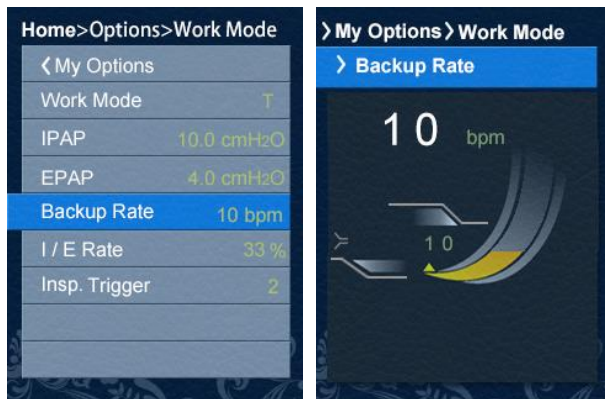 Home>Options>Work Mode
< My Options
Work Mode T
IPAP 10.0 cmH2O
EPAP 4.0 cmH2O
Backup Rate 10 bpm
I / E Rate 33 %
Insp. Trigger 2
> My Options > Work Mode
> Backup Rate
10 bpm
10